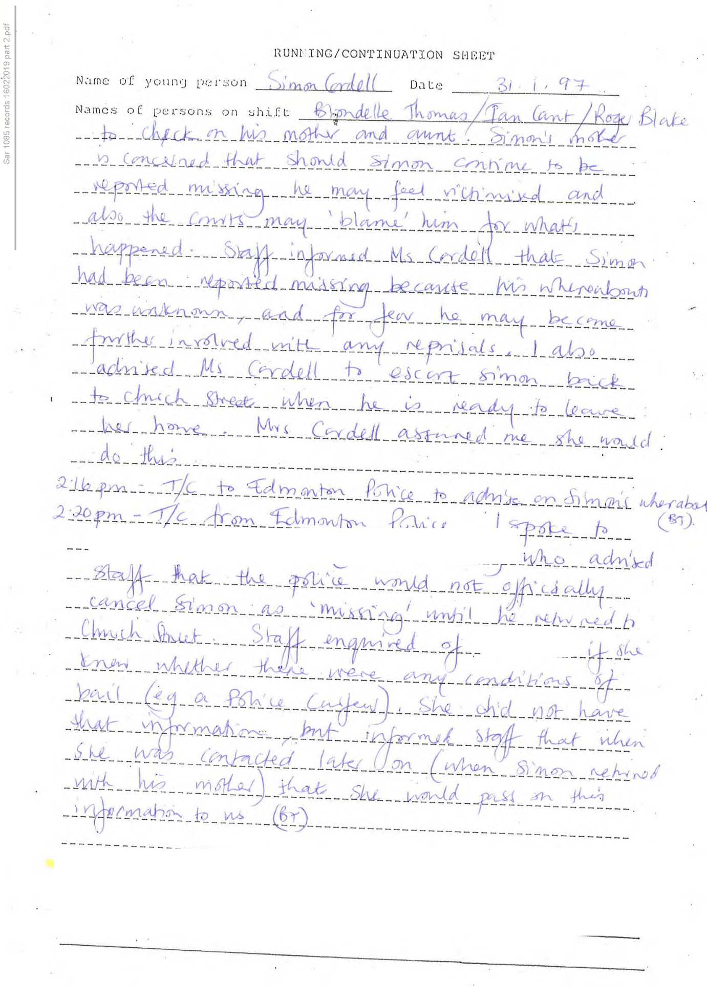 Sar 1085 records 16022019 part 2.pdf
RUNNING/CONTINUATION SHEET
Name of young person Simon Cordell Date 31.1.97
Names of persons on shift Blondelle Thomas/Ian Cant/Roger Blake
to check on his mother and aunt. Simon's mother
is concerned that should Simon continue to be
reported missing he may feel victimised and
also the courts may 'blame' him for what's
happened. Staff informed Ms Cordell that Simon
had been reported missing because his whereabouts
was unknown, and for fear he may become
further involved with any reprisals. I also
advised Ms Cordell to escort Simon back
to Church Street when he is ready to leave
her home. Mrs Cordell assured me she would
do this
2:16pm - T/C to Edmonton Police to advise on Simon's wherabout
(BT).
2:20pm - T/C from Edmonton Police I spoke to
who advised
staff that the police would not officially
cancel Simon as 'missing' until he returned to
Church Street. Staff enquired of if she
knew whether there were any conditions of
bail (eg a Police Curfew). She did not have
that information, but informed staff that when
she was contacted later on (when Simon returned
with his mother) that she would pass on this
information to us (BT)